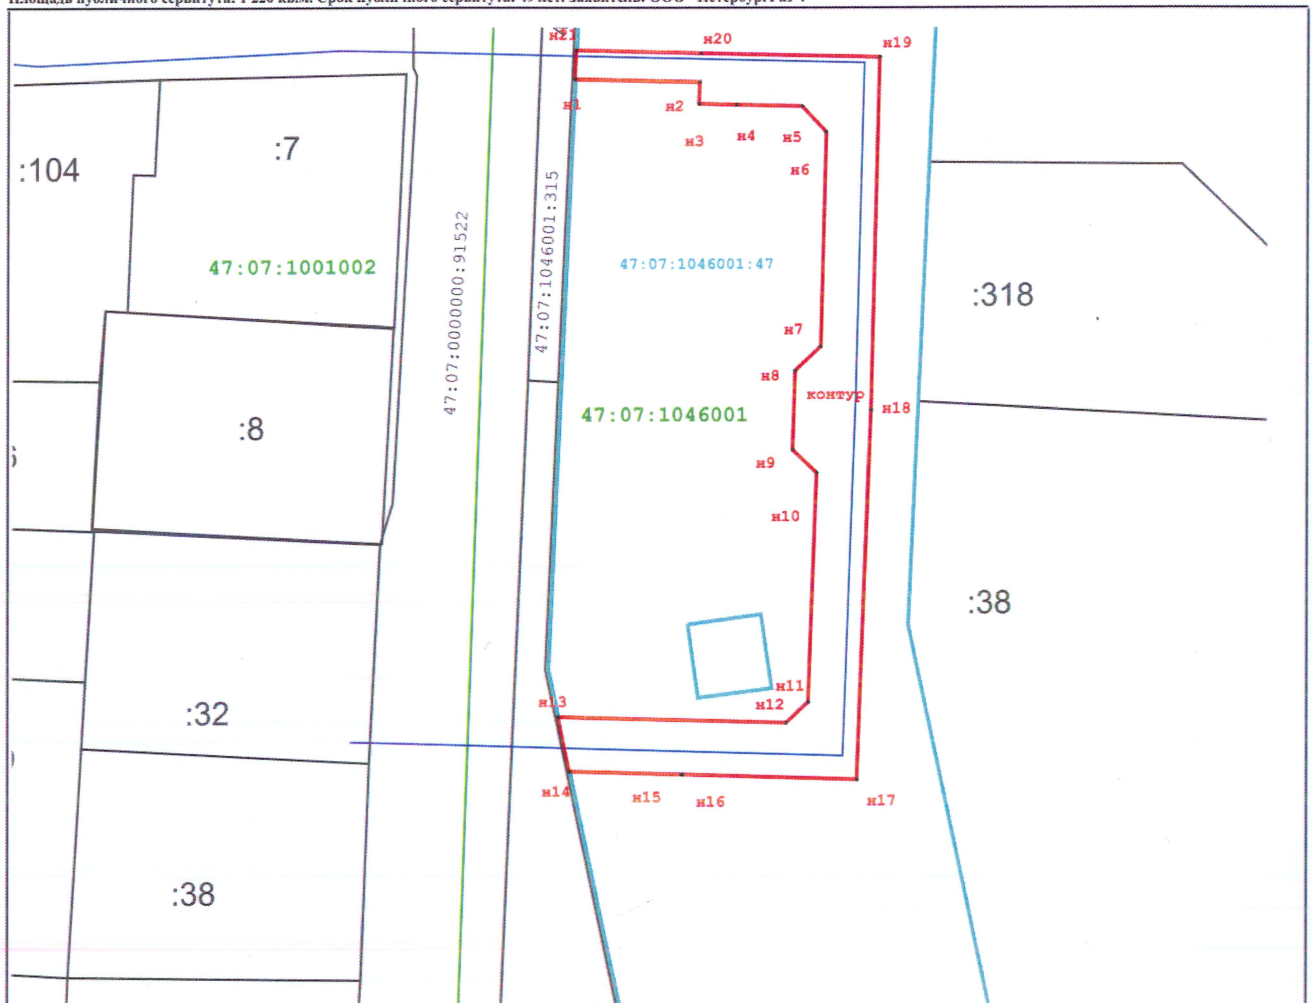 н21
н20
н19
н1
н2
н3
н4
н5
н6
:7
:104
47:07:1001002
47:07:0000000:91522
47:07:1046001:315
47:07:1046001:47
:318
н7
н8
контур
н18
47:07:1046001
:8
н9
н10
:38
н11
н12
н13
:32
н14
н15
н16
н17
:38